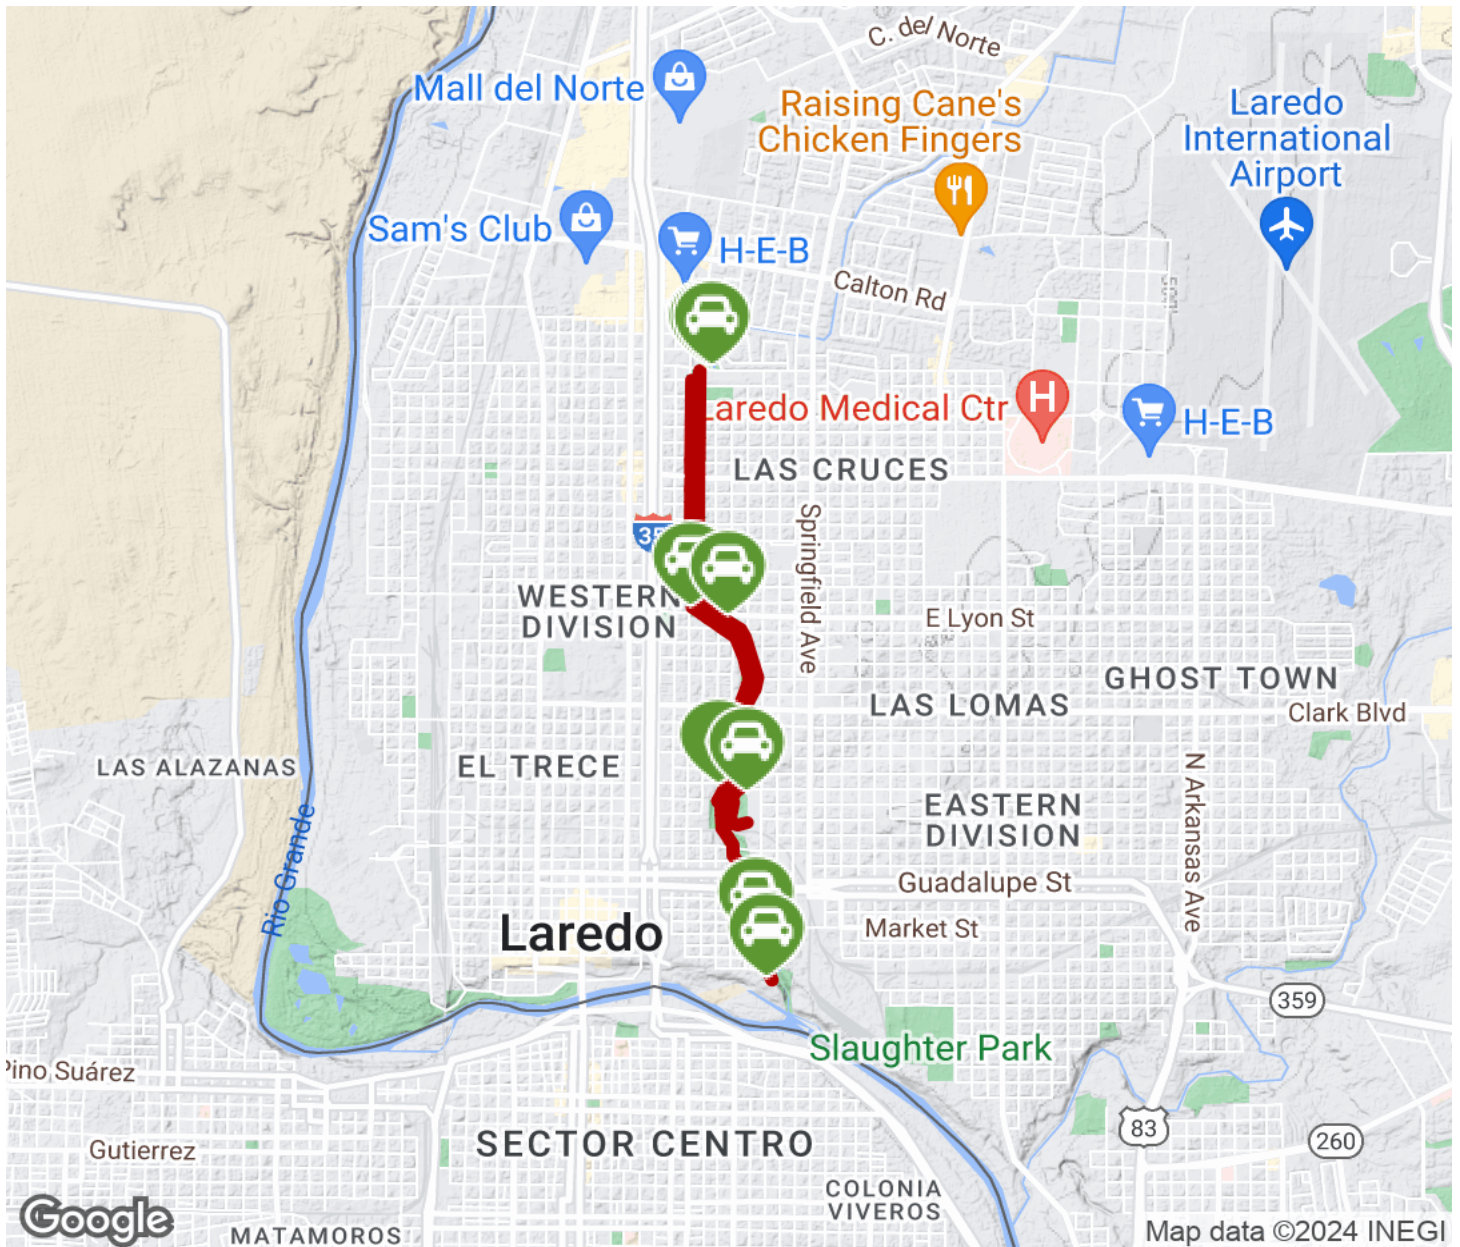 C. del Norte
Mall del Norte
Raising Cane's
Chicken Fingers
Laredo
International
Airport
Sam's Club
H-E-B
Calton Rd
Laredo Medical Ctr
H
H-E-B
LAS CRUCES
35
Springfield Ave
WESTERN
DIVISION
E Lyon St
GHOST TOWN
LAS LOMAS
Clark Blvd
LAS ALAZANAS
EL TRECE
N Arkansas Ave
EASTERN
DIVISION
Rio Grande
Guadalupe St
Laredo
Market St
359
Slaughter Park
Pino Suárez
83
260
Gutierrez
SECTOR CENTRO
COLONIA
VIVEROS
Google
MATAMOROS
Map data ©2024 INEGI